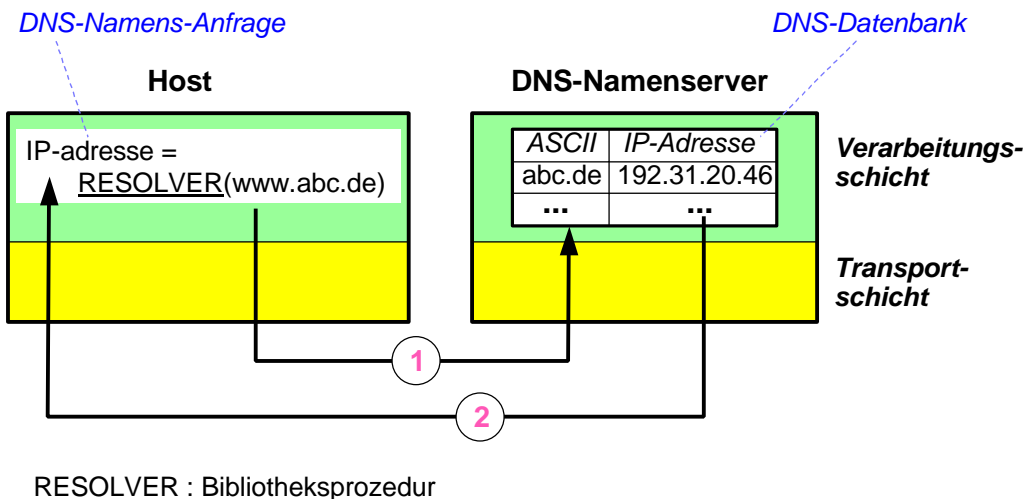 DNS-Namens-Anfrage
DNS-Datenbank
Host
DNS-Namenserver
IP-adresse =
RESOLVER(www.abc.de)
ASCII IP-Adresse
abc.de 192.31.20.46
... ...
Verarbeitungs-
schicht
Transport-
schicht
1
2
RESOLVER : Bibliotheksprozedur